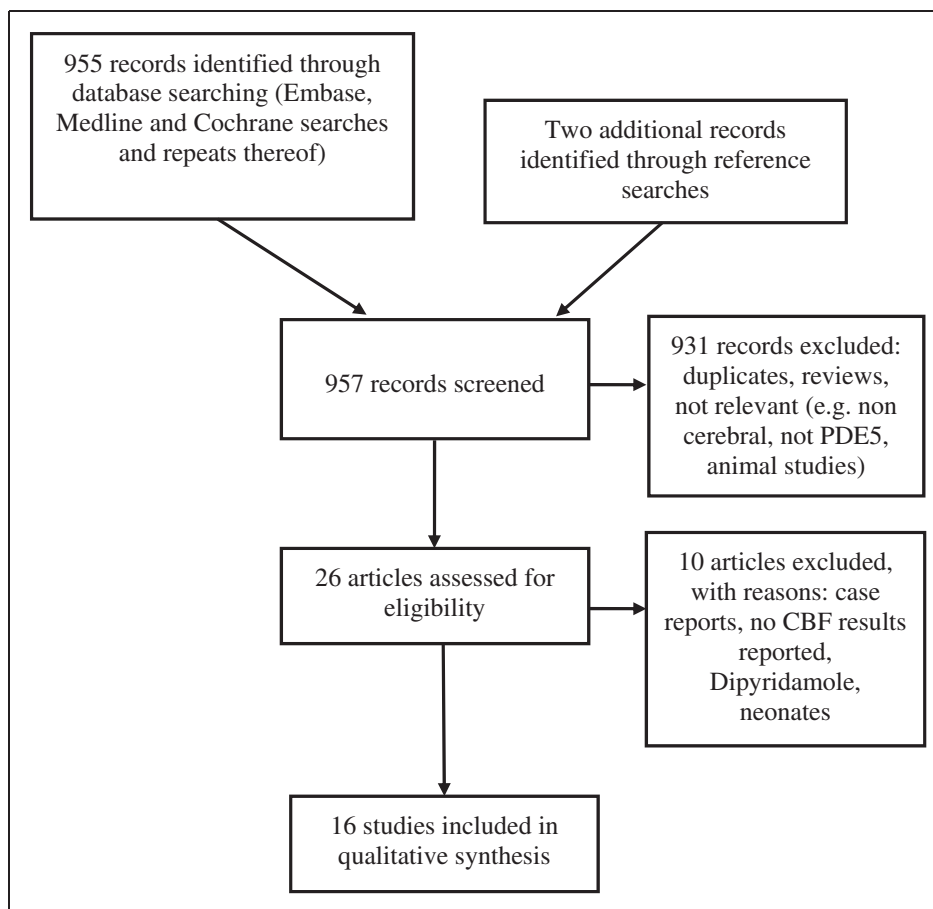 955 records identified through
database searching (Embase,
Medline and Cochrane searches
and repeats thereof)
Two additional records
identified through reference
searches
957 records screened
931 records excluded:
duplicates, reviews,
not relevant (e.g. non
cerebral, not PDE5,
animal studies)
26 articles assessed for
eligibility
10 articles excluded,
with reasons: case
reports, no CBF results
reported,
Dipyridamole,
neonates
16 studies included in
qualitative synthesis